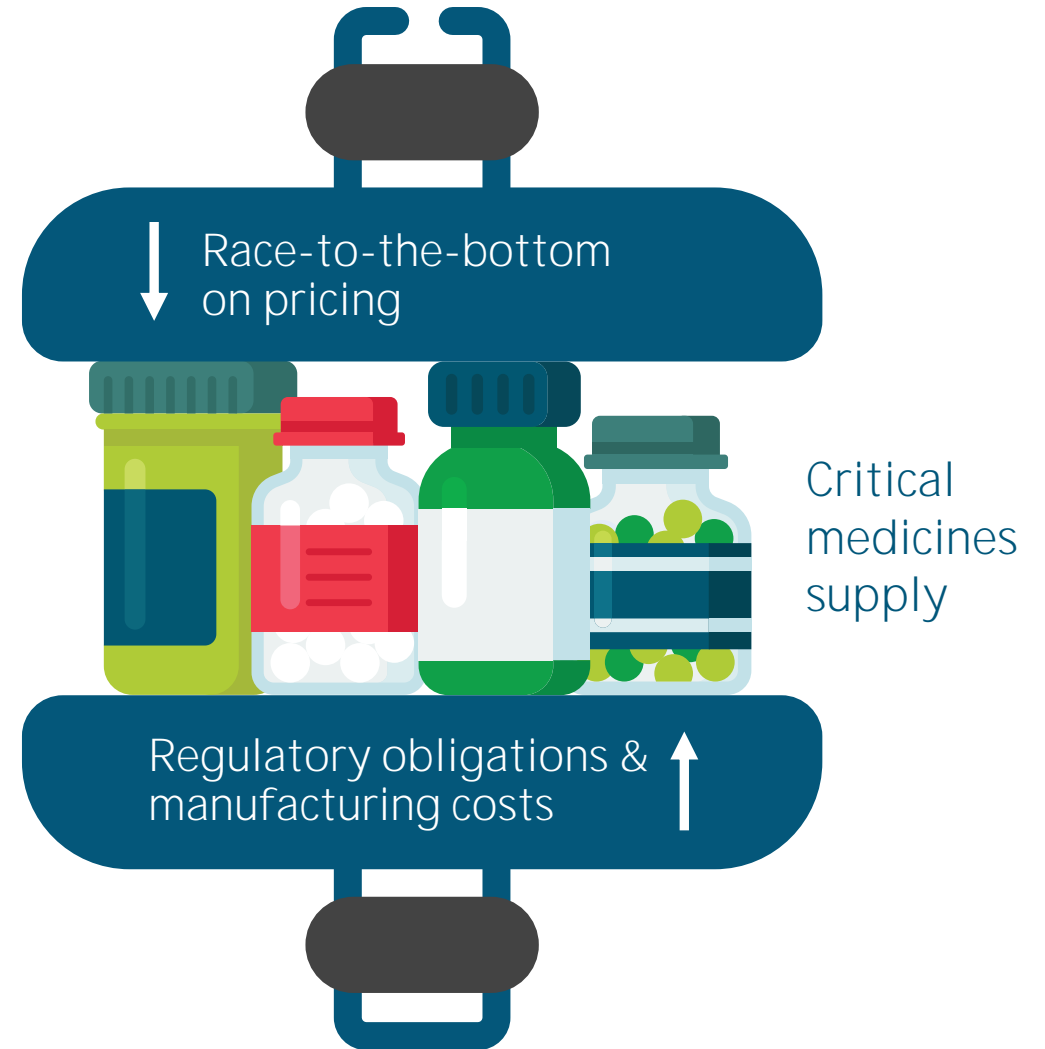 Race-to-the-bottom
on pricing
Critical
medicines
supply
Regulatory obligations &
manufacturing costs